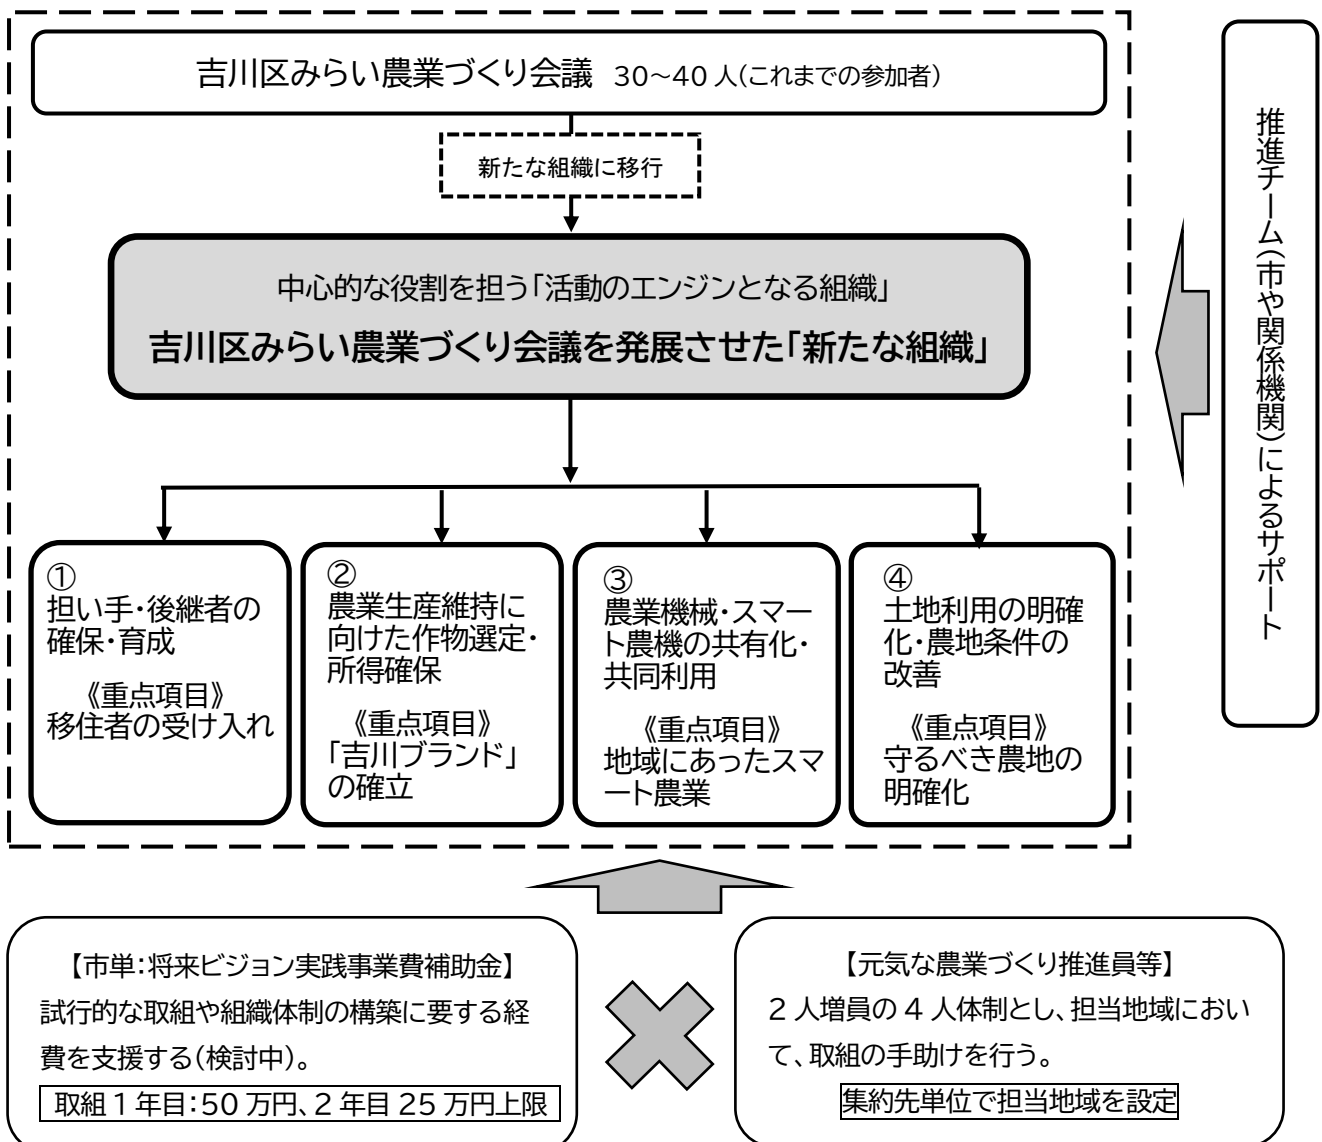 吉川区みらい農業づくり会議 30～40人(これまでの参加者)
新たな組織に移行
中心的な役割を担う「活動のエンジンとなる組織」
吉川区みらい農業づくり会議を発展させた「新たな組織」
①
担い手・後継者の
確保・育成
《重点項目》
移住者の受け入れ
②
農業生産維持に
向けた作物選定・
所得確保
《重点項目》
「吉川ブランド」
の確立
③
農業機械・スマー
ト農機の共有化・
共同利用
《重点項目》
地域にあったスマ
ート農業
④
土地利用の明確
化・農地条件の
改善
《重点項目》
守るべき農地の
明確化
推進チーム(市や関係機関)によるサポート
【市単:将来ビジョン実践事業費補助金】
試行的な取組や組織体制の構築に要する経
費を支援する(検討中)。
取組1年目:50万円、2年目25万円上限
【元気な農業づくり推進員等】
2人増員の4人体制とし、担当地域におい
て、取組の手助けを行う。
集約先単位で担当地域を設定